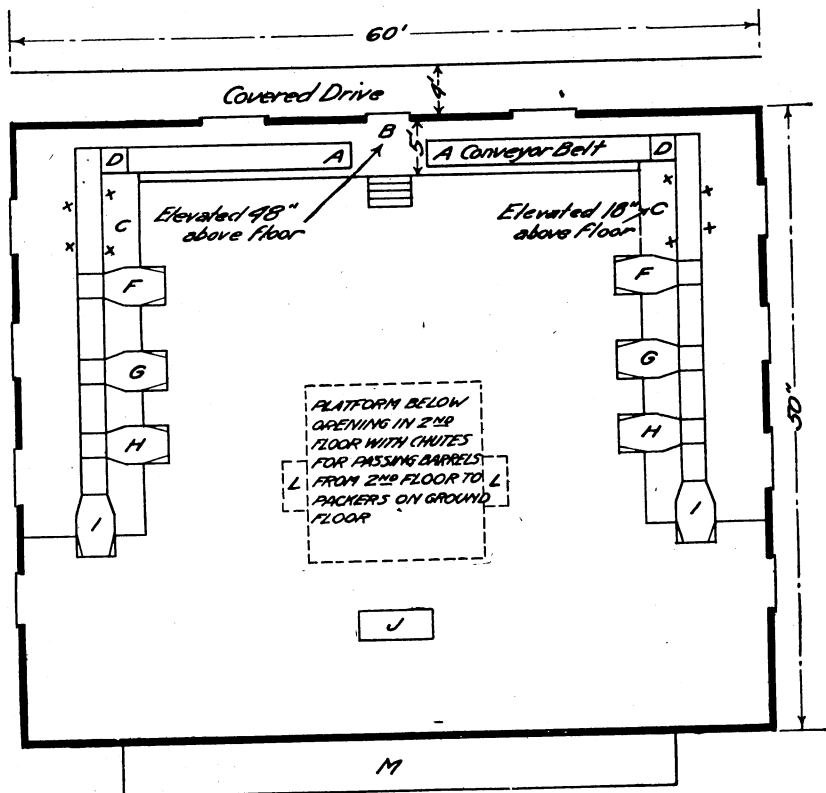 60'
Covered Drive
4'
B
5'
D
A
A Conveyor Belt
D
Elevated 48"
above Floor
Elevated 18"
above Floor
C
C
F
F
G
G
50"
H
H
PLATFORM BELOW
OPENING IN 2ND
FLOOR WITH CHUTES
FOR PASSING BARRELS
FROM 2ND FLOOR TO
PACKERS ON GROUND
FLOOR
L
L
I
I
J
M